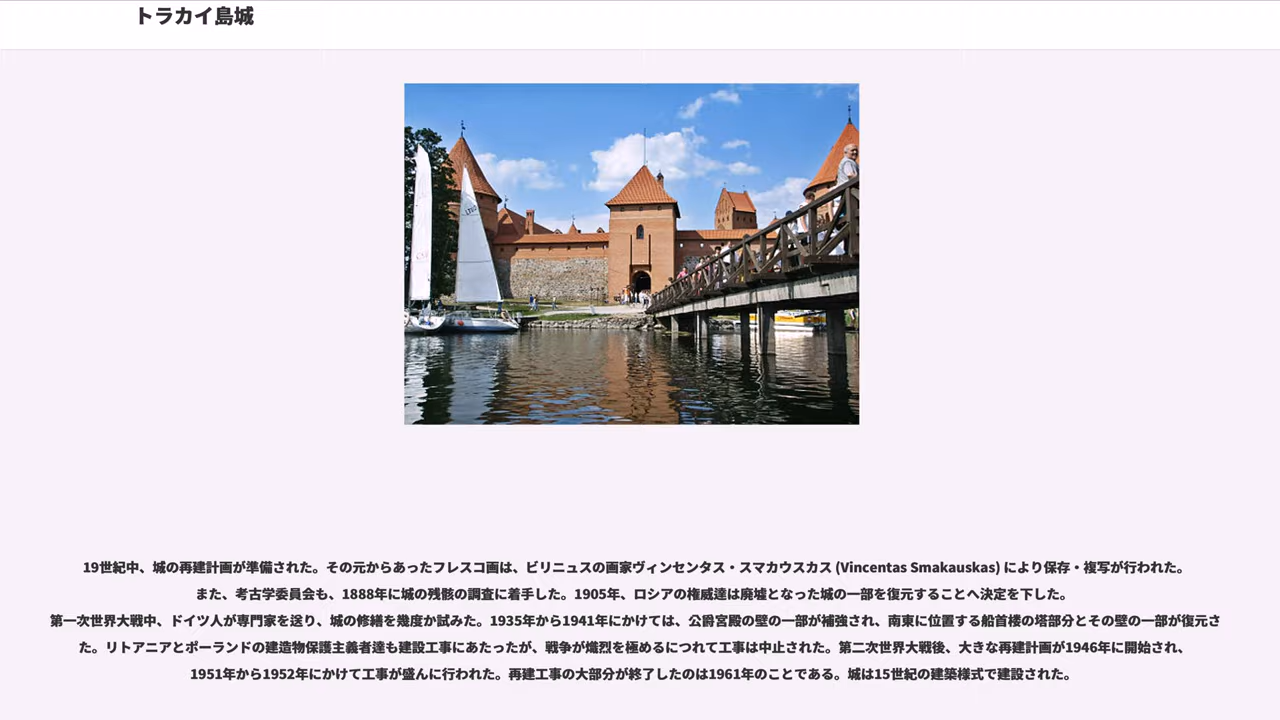 トラカイ島城
19世紀中、城の再建計画が準備された。その元からあったフレスコ画は、ビリニュスの画家ヴィンセンタス・スマカウスカス (Vincentas Smakauskas) により保存・複写が行われた。
また、考古学委員会も、1888年に城の残骸の調査に着手した。1905年、ロシアの権威達は廃墟となった城の一部を復元することへ決定を下した。
第一次世界大戦中、ドイツ人が専門家を送り、城の修繕を幾度か試みた。1935年から1941年にかけては、公爵宮殿の壁の一部が補強され、南東に位置する船首楼の塔部分とその壁の一部が復元さ
た。リトアニアとポーランドの建造物保護主義者達も建設工事にあたったが、戦争が熾烈を極めるにつれて工事は中止された。第二次世界大戦後、大きな再建計画が1946年に開始され、
1951年から1952年にかけて工事が盛んに行われた。再建工事の大部分が終了したのは1961年のことである。城は15世紀の建築様式で建設された。